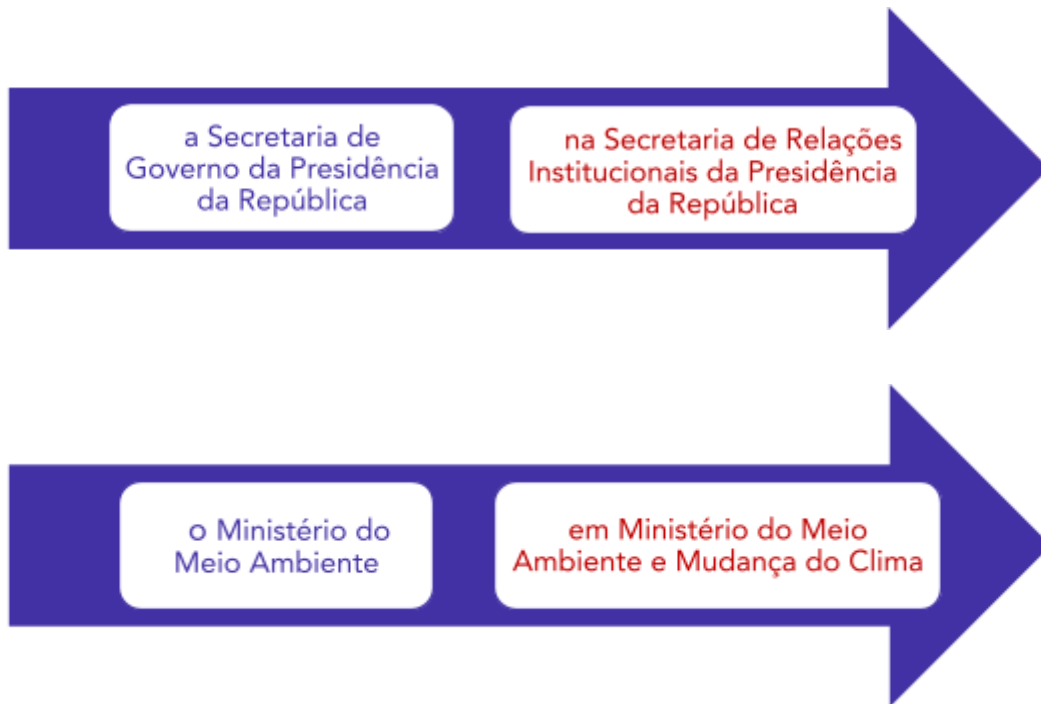 a Secretaria de
Governo da Presidência
da República
na Secretaria de Relações
Institucionais da Presidência
da República
o Ministério do
Meio Ambiente
em Ministério do Meio
Ambiente e Mudança do Clima